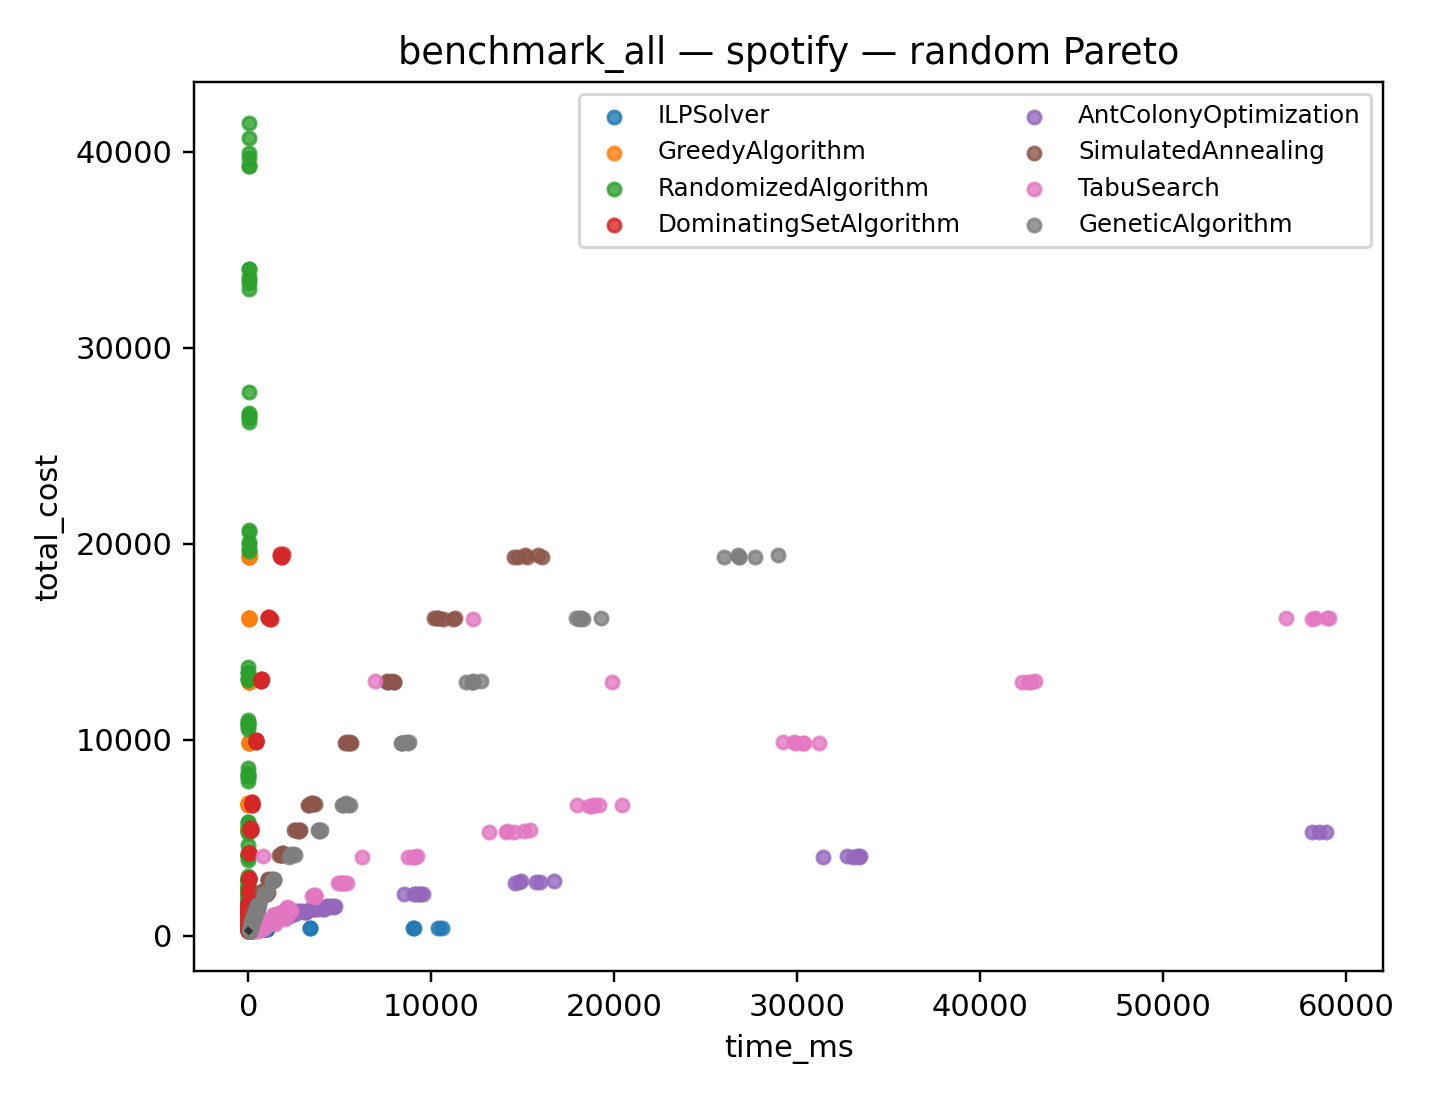 benchmark_all — spotify — random Pareto
ILPSolver
GreedyAlgorithm
RandomizedAlgorithm
DominatingSetAlgorithm
AntColonyOptimization
SimulatedAnnealing
TabuSearch
GeneticAlgorithm
total_cost
40000
30000
20000
10000
0
0 10000 20000 30000 40000 50000 60000
time_ms